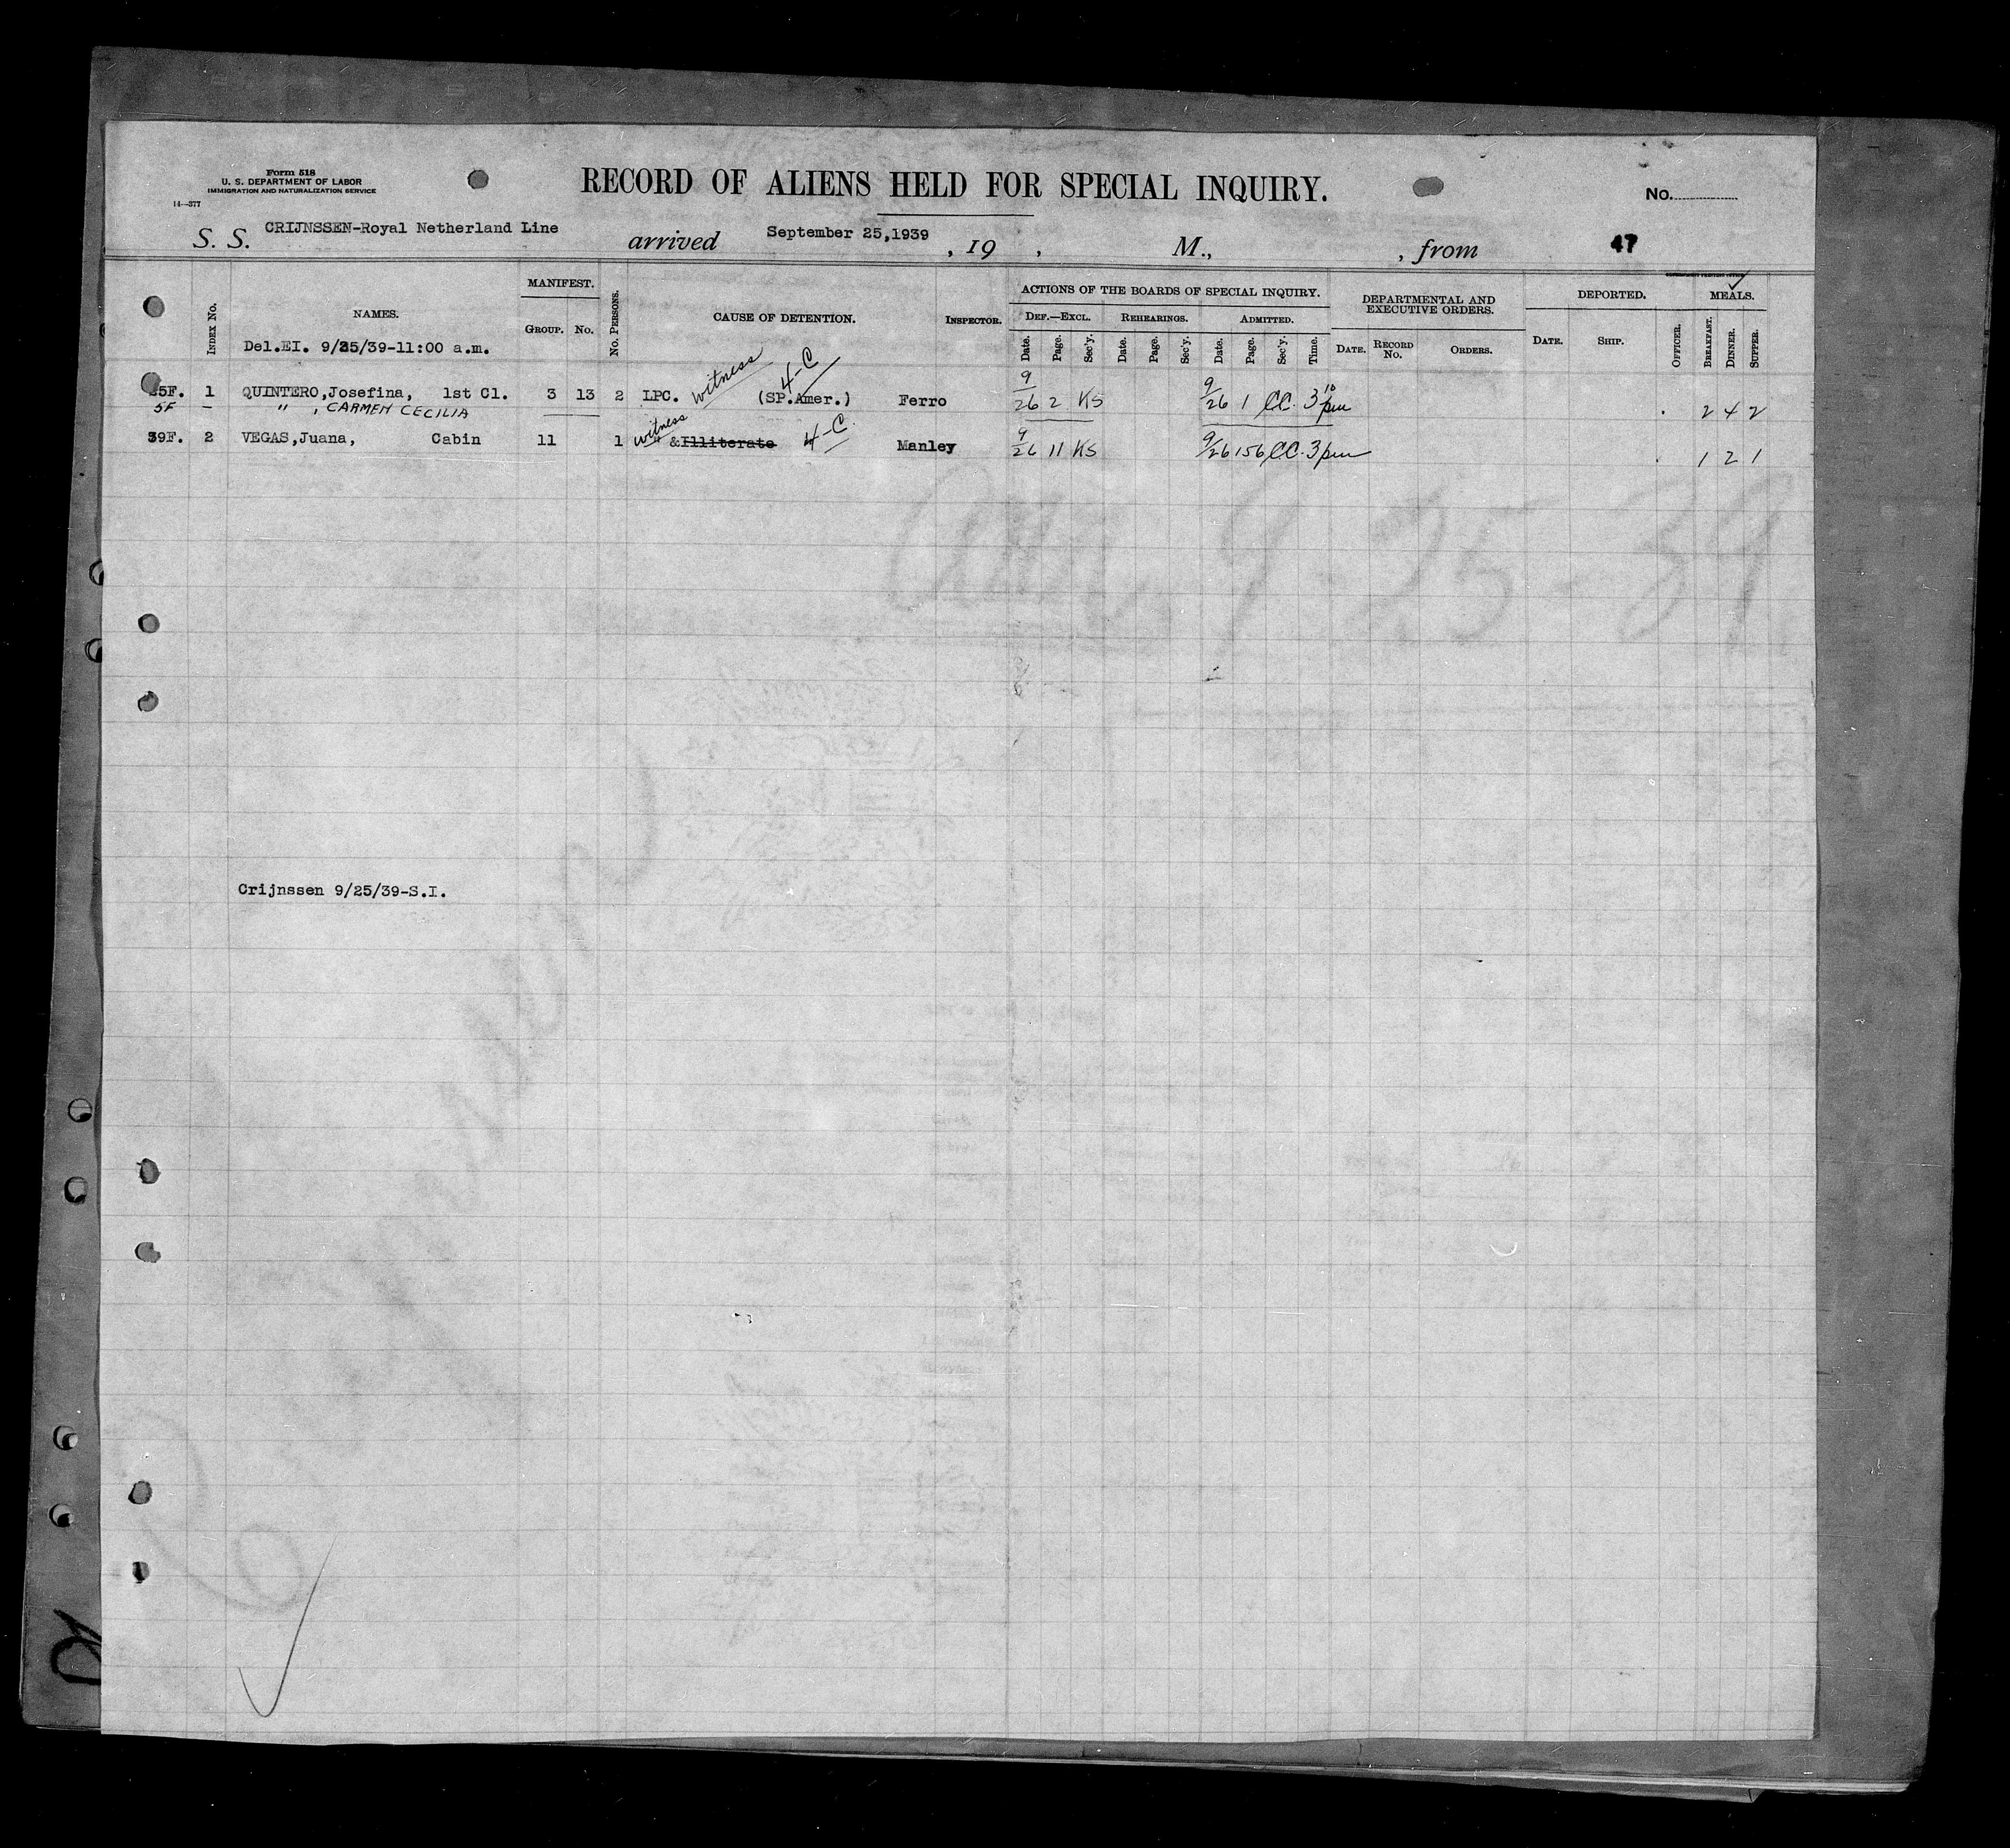 Form 518
U. S. DEPARTMENT OF LABOR
IMMIGRATION AND NATURALIZATION SERVICE
14—377
RECORD OF ALIENS HELD FOR SPECIAL INQUIRY.
No.
S. S. CRIJNSSEN-Royal Netherland Line arrived September 25,1939 , 19 , M., , from 47
INDEX No. NAMES. MANIFEST. GROUP. No. No. PERSONS. CAUSE OF DETENTION. INSPECTOR.
ACTIONS OF THE BOARDS OF SPECIAL INQUIRY. DEF.—EXCL. REHEARINGS. ADMITTED.
Date. Page. Sec'y. Date. Page. Sec'y. Date. Page. Sec'y. Time.
DEPARTMENTAL AND EXECUTIVE ORDERS. DATE. RECORD No. ORDERS.
DEPORTED. DATE. SHIP. OFFICER. MEALS. BREAKFAST. DINNER. SUPPER.
Del.EI. 9/25/39-11:00 a.m.
25F. 1 QUINTERO,Josefina, 1st Cl. 3 13 2 LPC. witness (SP.Amer.) 4-C Ferro 9/26 2 KS 9/26 1 CC. 3 10 pm 2 4 2
5F - " , CARMEN CECILIA
39F. 2 VEGAS,Juana, Cabin 11 1 witness " &Illiterate 4-C Manley 9/26 11 KS 9/26 156 CC. 3 pm 1 2 1
Crijnssen 9/25/39-S.I.